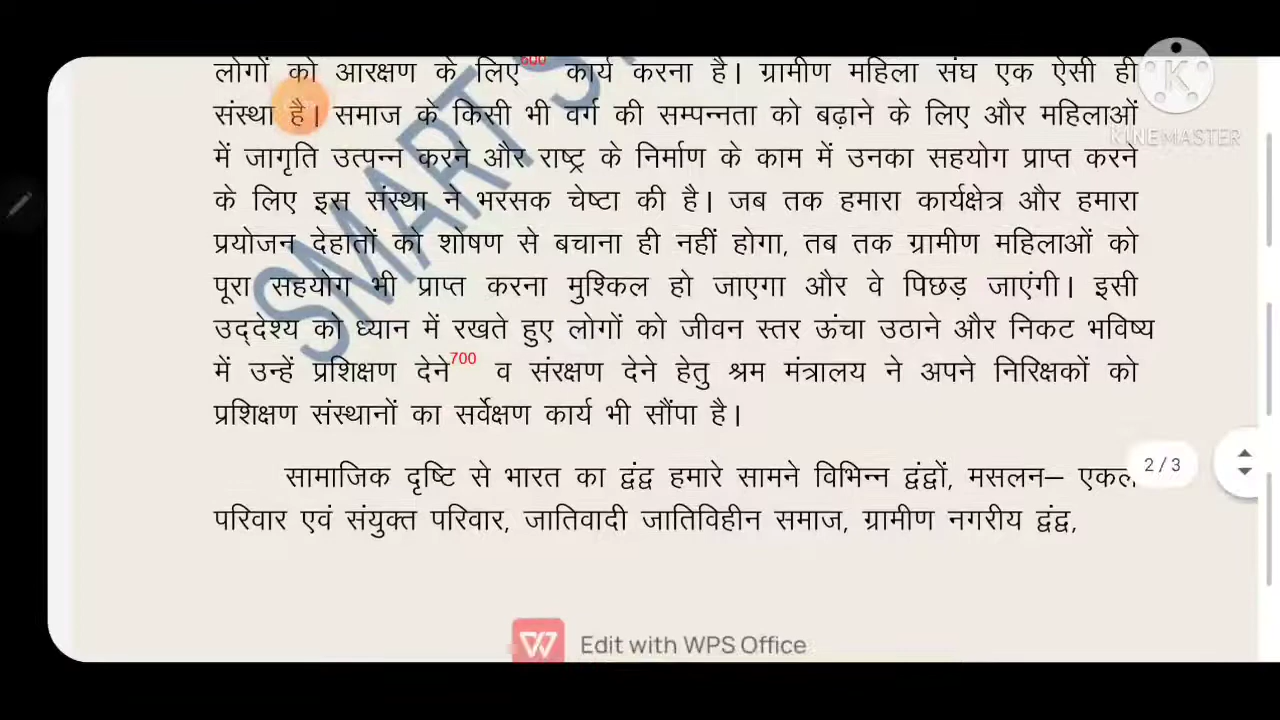 लोगों को आरक्षण के लिए600 कार्य करना है। ग्रामीण महिला संघ एक ऐसी ही
संस्था है। समाज के किसी भी वर्ग की सम्पन्नता को बढ़ाने के लिए और महिलाओं
में जागृति उत्पन्न करने और राष्ट्र के निर्माण के काम में उनका सहयोग प्राप्त करने
के लिए इस संस्था ने भरसक चेष्टा की है। जब तक हमारा कार्यक्षेत्र और हमारा
प्रयोजन देहातों को शोषण से बचाना ही नहीं होगा, तब तक ग्रामीण महिलाओं को
पूरा सहयोग भी प्राप्त करना मुश्किल हो जाएगा और वे पिछड़ जाएंगी। इसी
उद्देश्य को ध्यान में रखते हुए लोगों को जीवन स्तर ऊंचा उठाने और निकट भविष्य
में उन्हें प्रशिक्षण देने700 व संरक्षण देने हेतु श्रम मंत्रालय ने अपने निरिक्षकों को
प्रशिक्षण संस्थानों का सर्वेक्षण कार्य भी सौंपा है।
सामाजिक दृष्टि से भारत का द्वंद्व हमारे सामने विभिन्न द्वंद्वों, मसलन– एकल
परिवार एवं संयुक्त परिवार, जातिवादी जातिविहीन समाज, ग्रामीण नगरीय द्वंद्व,
SMART S
K
KINEMASTER
2/3
Edit with WPS Office